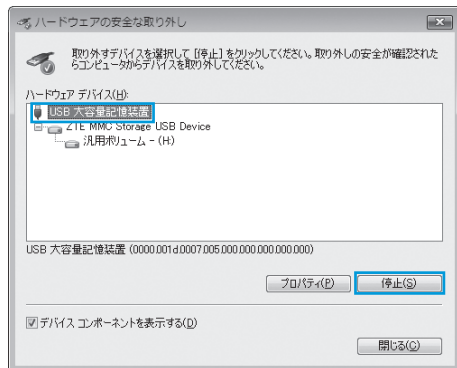 ハードウェアの安全な取り外し
取り外すデバイスを選択して [停止] をクリックしてください。取り外しの安全が確認された
らコンピュータからデバイスを取り外してください。
ハードウェア デバイス(H):
USB 大容量記憶装置
ZTE MMC Storage USB Device
汎用ボリューム - (H:)
USB 大容量記憶装置 (0000.001d.0007.005.000.000.000.000.000)
プロパティ(P)
停止(S)
デバイス コンポーネントを表示する(D)
閉じる(C)